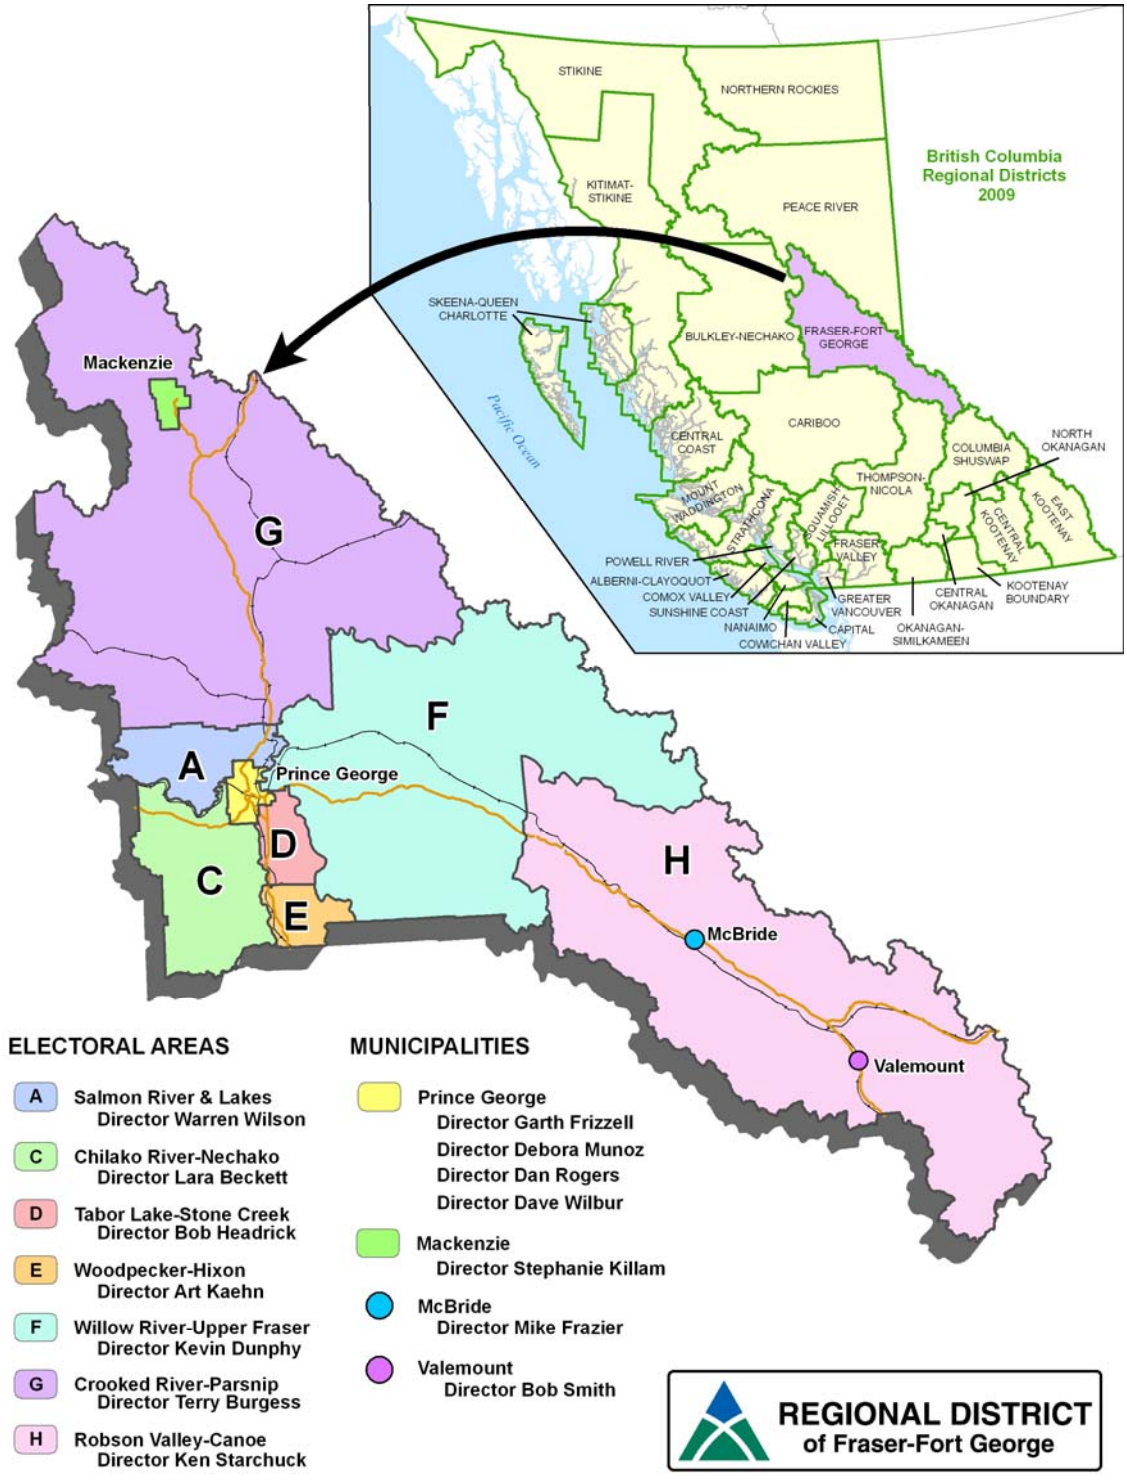 STIKINE
NORTHERN ROCKIES
British Columbia
Regional Districts
2009
KITIMAT-
STIKINE
PEACE RIVER
SKEENA-QUEEN
CHARLOTTE
BULKLEY-NECHAKO
FRASER-FORT
GEORGE
Pacific Ocean
CARIBOO
CENTRAL
COAST
NORTH
OKANAGAN
COLUMBIA
SHUSWAP
THOMPSON-
NICOLA
MOUNT
WADDINGTON
STRATHCONA
SQUAMISH
LILLOOET
EAST
KOOTENAY
CENTRAL
KOOTENAY
FRASER
VALLEY
POWELL RIVER
ALBERNI-CLAYOQUOT
COMOX VALLEY
SUNSHINE COAST
NANAIMO
COWICHAN VALLEY
CAPITAL
GREATER
VANCOUVER
OKANAGAN-
SIMILKAMEEN
CENTRAL
OKANAGAN
KOOTENAY
BOUNDARY
Mackenzie
G
F
A
Prince George
D
C
E
H
McBride
Valemount
ELECTORAL AREAS
A Salmon River & Lakes
Director Warren Wilson
C Chilako River-Nechako
Director Lara Beckett
D Tabor Lake-Stone Creek
Director Bob Headrick
E Woodpecker-Hixon
Director Art Kaehn
F Willow River-Upper Fraser
Director Kevin Dunphy
G Crooked River-Parsnip
Director Terry Burgess
H Robson Valley-Canoe
Director Ken Starchuck
MUNICIPALITIES
Prince George
Director Garth Frizzell
Director Debora Munoz
Director Dan Rogers
Director Dave Wilbur
Mackenzie
Director Stephanie Killam
McBride
Director Mike Frazier
Valemount
Director Bob Smith
REGIONAL DISTRICT
of Fraser-Fort George